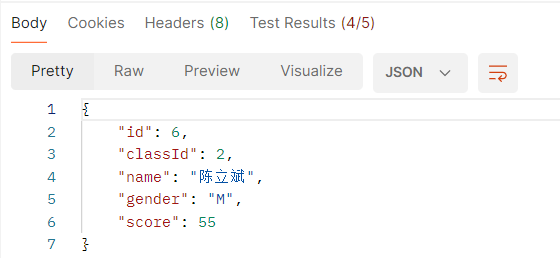 Body Cookies Headers (8) Test Results (4/5)
Pretty Raw Preview Visualize JSON
1 {
2 "id": 6,
3 "classId": 2,
4 "name": "陈立斌",
5 "gender": "M",
6 "score": 55
7 }